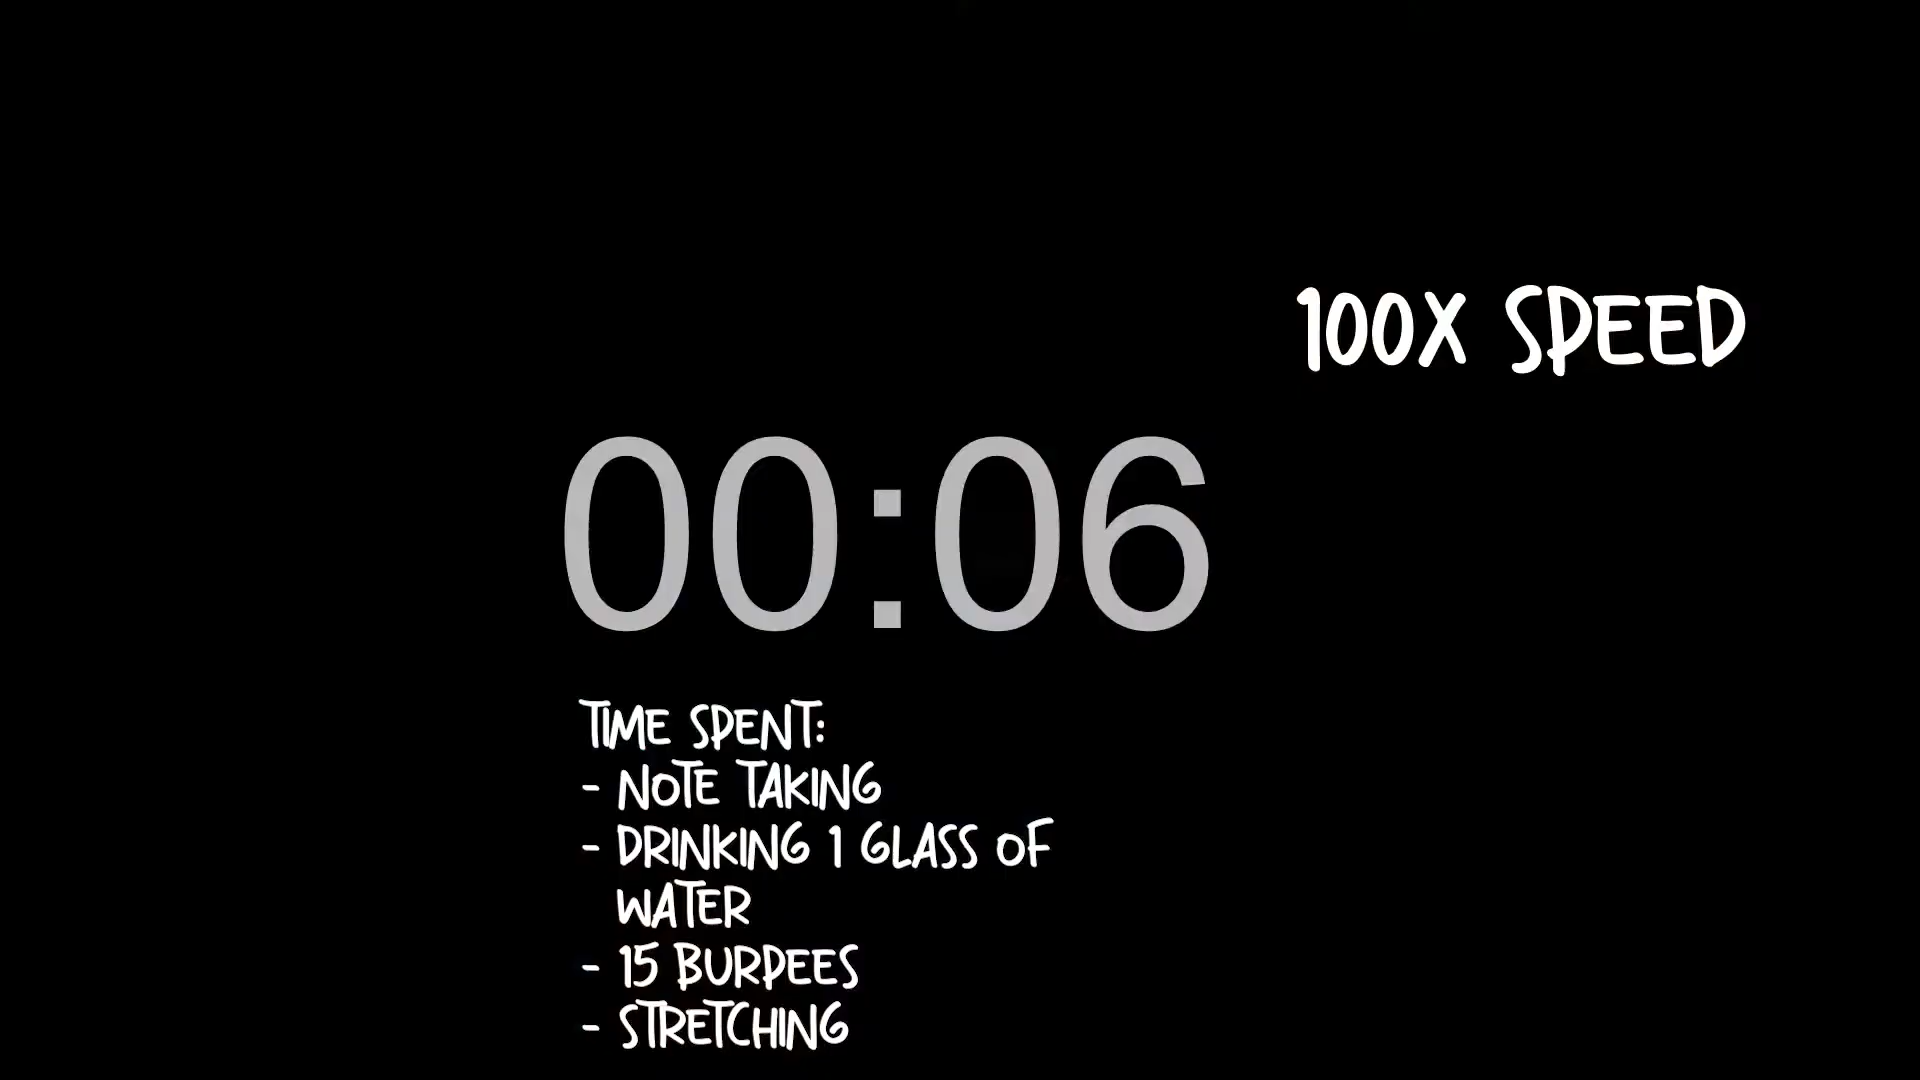 100X SPEED
00:06
TIME SPENT:
- NOTE TAKING
- DRINKING 1 GLASS OF
WATER
- 15 BURPEES
- STRETCHING